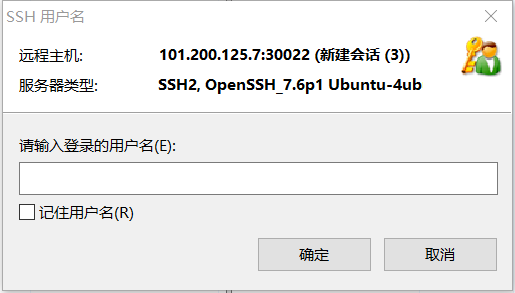 SSH 用户名
远程主机: 101.200.125.7:30022 (新建会话 (3))
服务器类型: SSH2, OpenSSH_7.6p1 Ubuntu-4ub
请输入登录的用户名(E):
记住用户名(R)
确定 取消